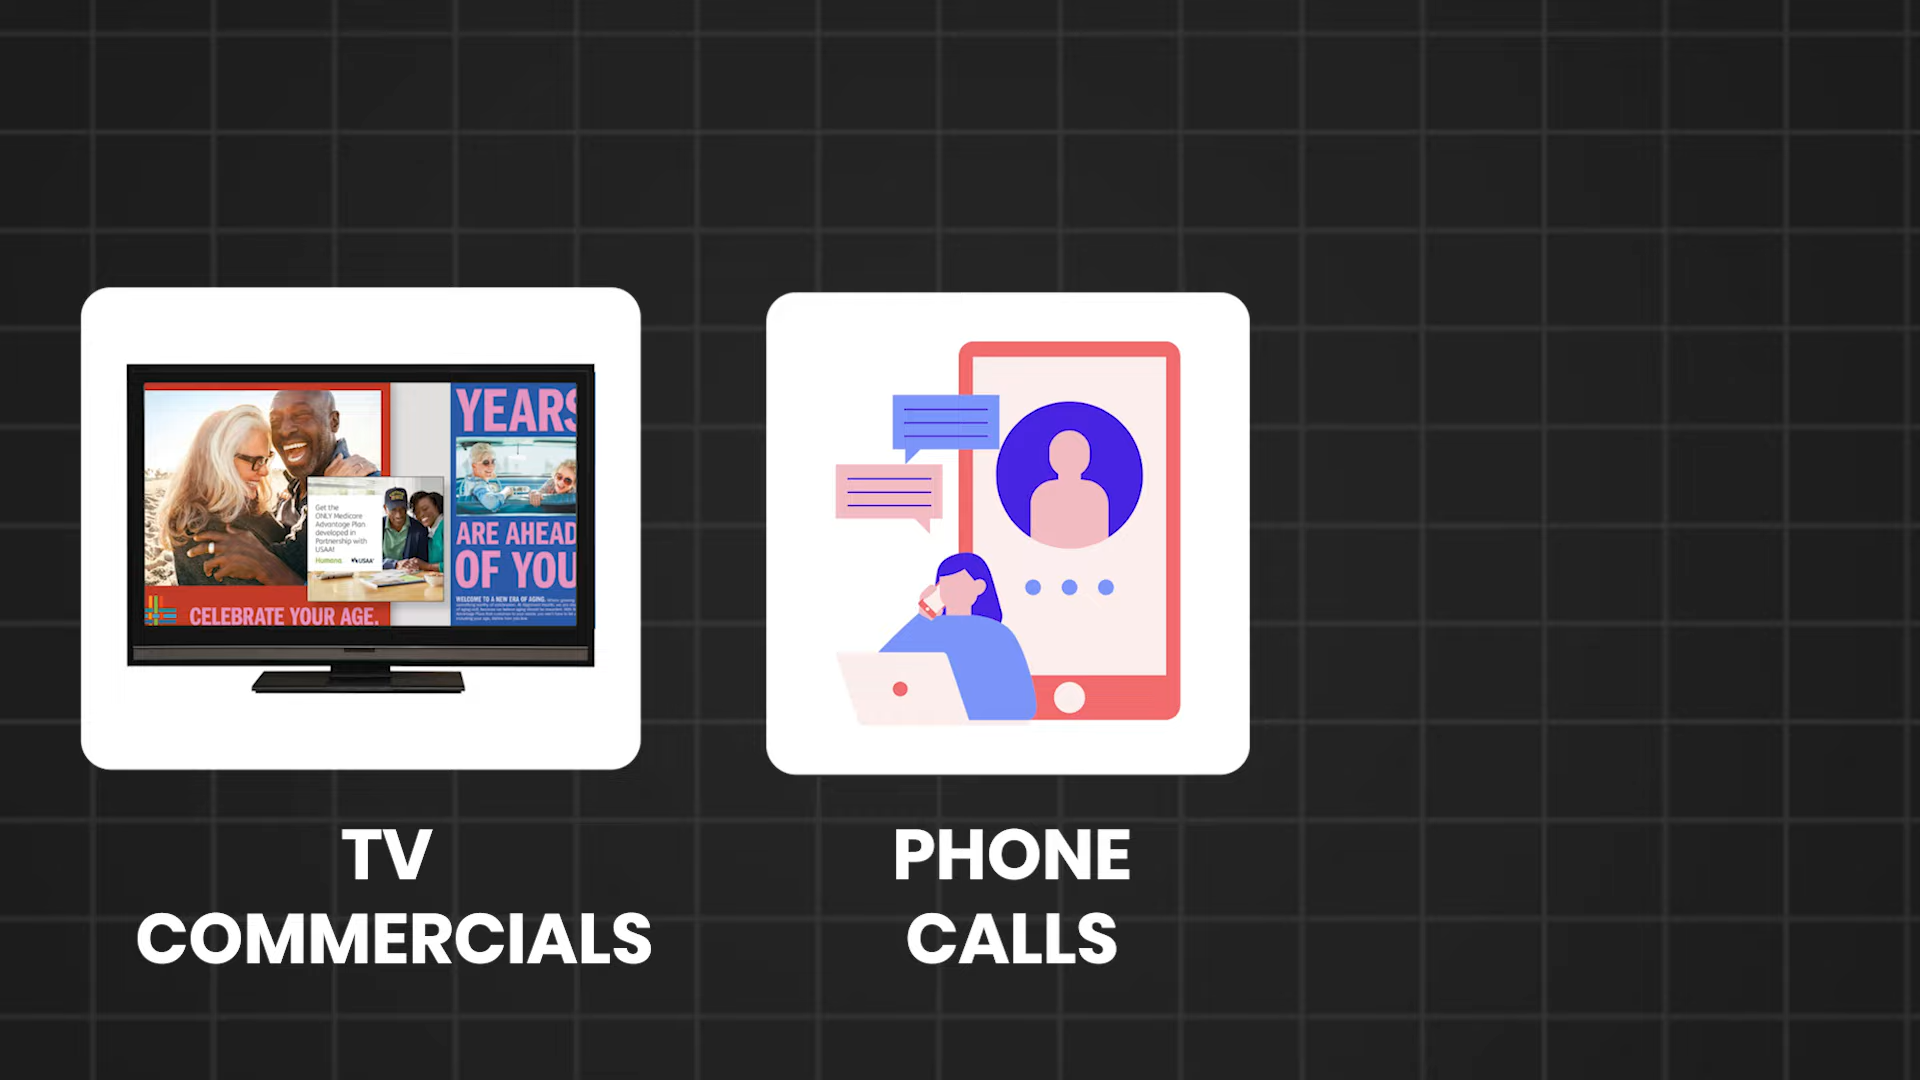 YEARS
ARE AHEAD
OF YOU
WELCOME TO A NEW ERA OF AGING.
CELEBRATE YOUR AGE.
Get the
ONLY Medicare
Advantage Plan
developed in
Partnership with
USAA!
Humana
USAA
TV
COMMERCIALS
PHONE
CALLS